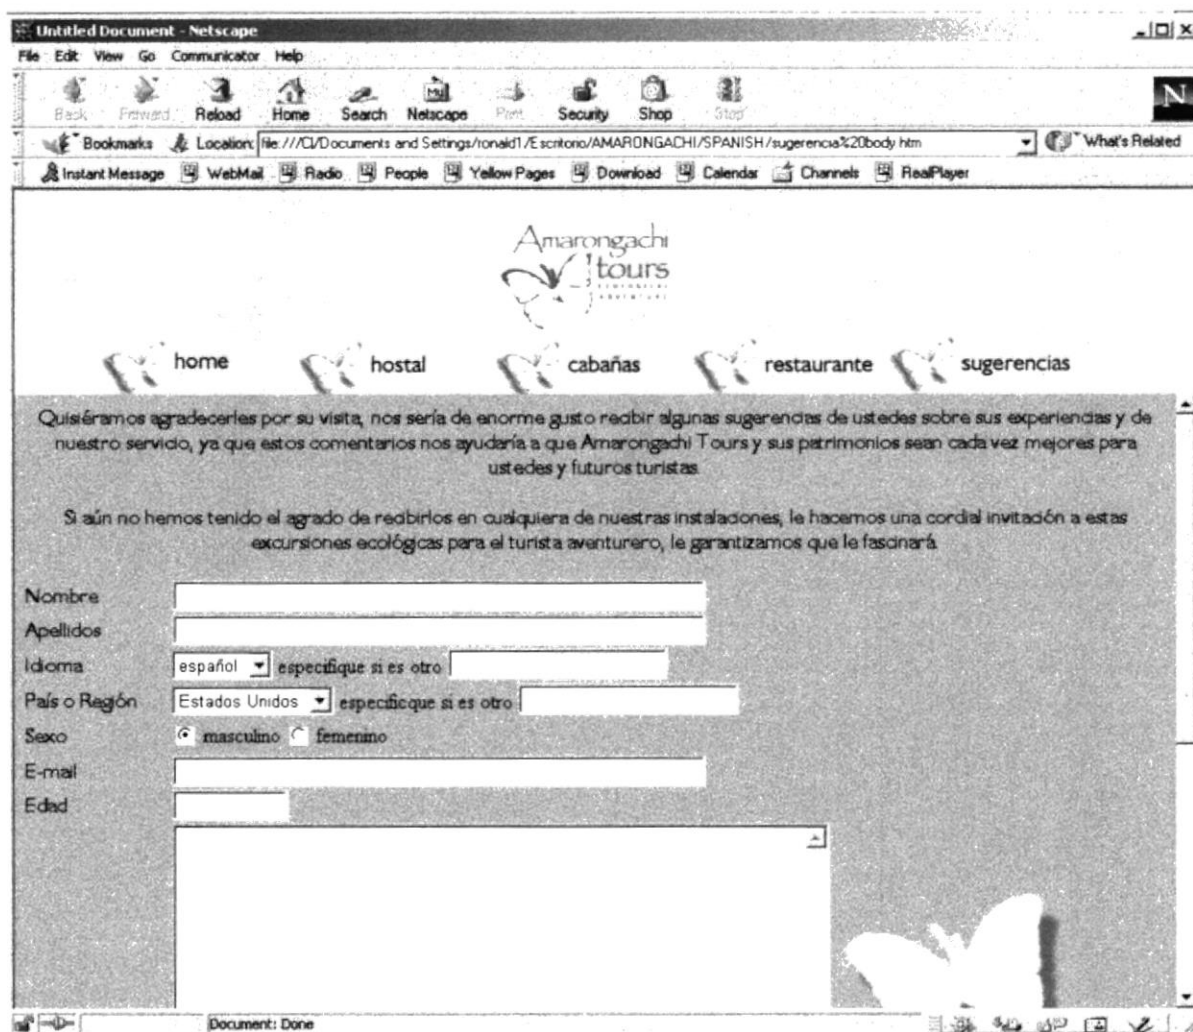 Untitled Document - Netscape
File Edit View Go Communicator Help
Back Forward Reload Home Search Netscape Print Security Shop Stop
Bookmarks Location: file:///C|/Documents and Settings/ronald1/Escritorio/AMARONGACHI/SPANISH/sugerencia%20body.htm What's Related
Instant Message WebMail Radio People Yellow Pages Download Calendar Channels RealPlayer
Amarongachi
tours
home hostal cabañas restaurante sugerencias
Quisiéramos agradecerles por su visita, nos sería de enorme gusto recibir algunas sugerencias de ustedes sobre sus experiencias y de
nuestro servicio, ya que estos comentarios nos ayudaría a que Amarongachi Tours y sus patrimonios sean cada vez mejores para
ustedes y futuros turistas.
Si aún no hemos tenido el agrado de recibirlos en cualquiera de nuestras instalaciones, le hacemos una cordial invitación a estas
excursiones ecológicas para el turista aventurero, le garantizamos que le fascinará.
Nombre
Apellidos
Idioma español especifique si es otro
País o Región Estados Unidos especificque si es otro
Sexo masculino femenino
E-mail
Edad
Document: Done